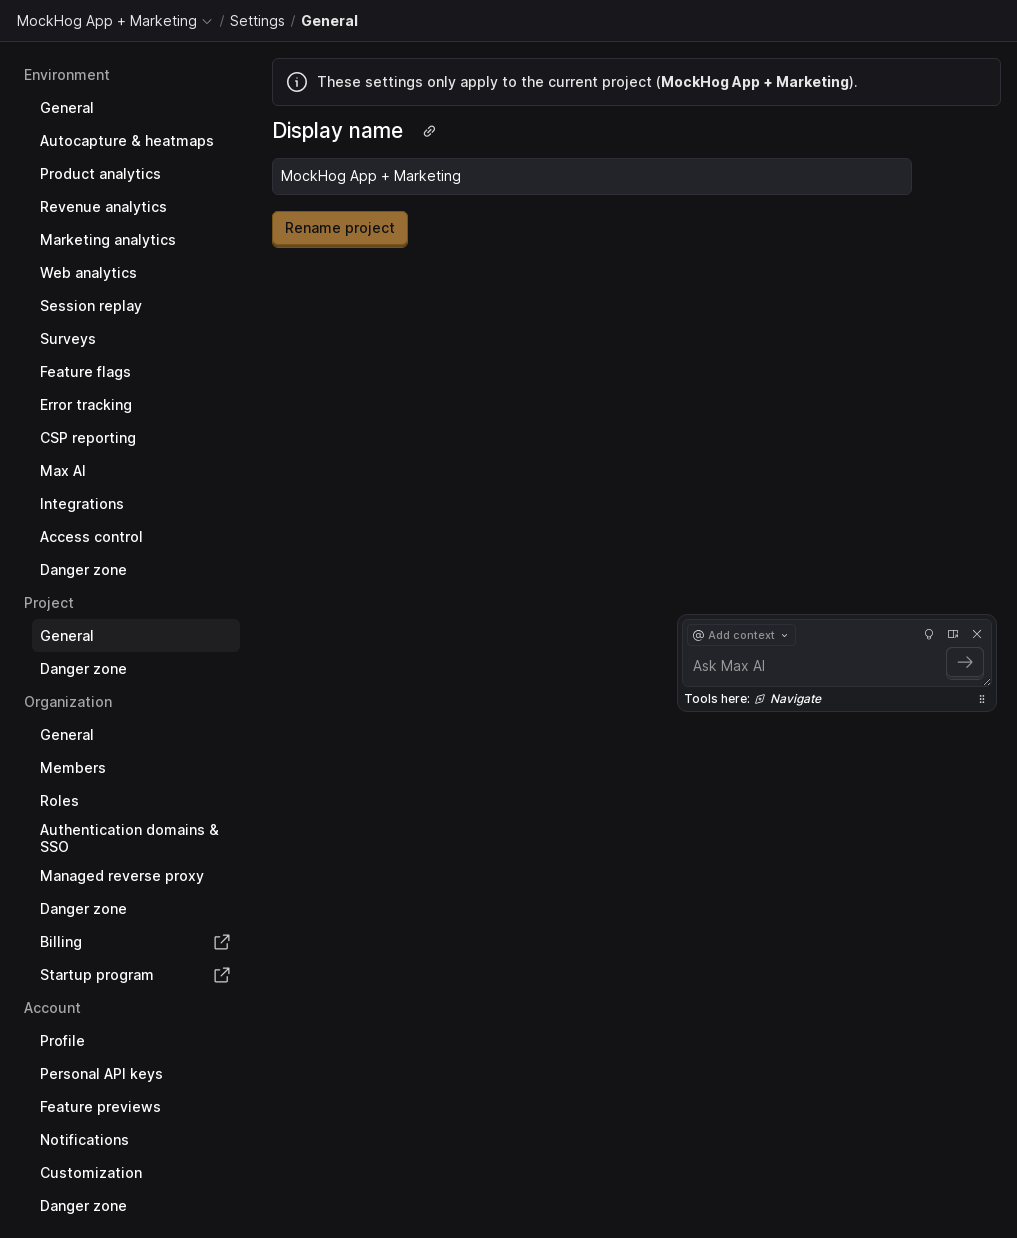 MockHog App + Marketing / Settings / General
Environment
General
Autocapture & heatmaps
Product analytics
Revenue analytics
Marketing analytics
Web analytics
Session replay
Surveys
Feature flags
Error tracking
CSP reporting
Max AI
Integrations
Access control
Danger zone
Project
General
Danger zone
Organization
General
Members
Roles
Authentication domains &
SSO
Managed reverse proxy
Danger zone
Billing
Startup program
Account
Profile
Personal API keys
Feature previews
Notifications
Customization
Danger zone
These settings only apply to the current project (MockHog App + Marketing).
Display name
MockHog App + Marketing
Rename project
@ Add context
Ask Max AI
Tools here: Navigate